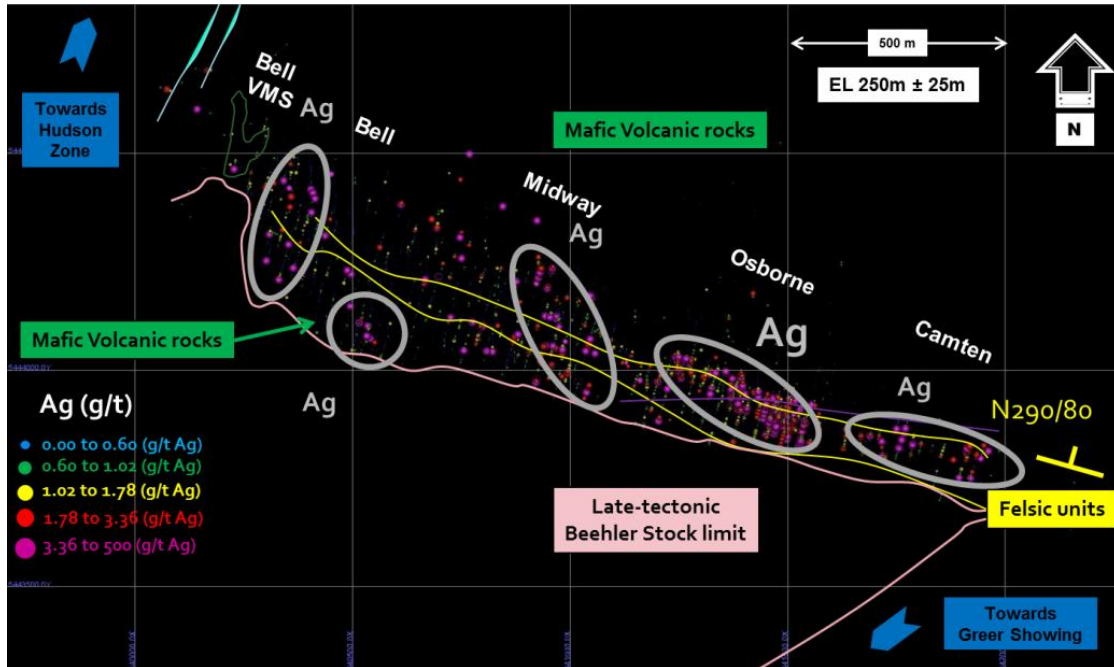 Towards
Hudson
Zone
Bell
VMS
Ag
Bell
Mafic Volcanic rocks
500 m
EL 250m ± 25m
N
Midway
Ag
Osborne
Ag
Camten
Ag
Mafic Volcanic rocks
Ag
N290/80
Ag (g/t)
0.00 to 0.60 (g/t Ag)
0.60 to 1.02 (g/t Ag)
1.02 to 1.78 (g/t Ag)
1.78 to 3.36 (g/t Ag)
3.36 to 500 (g/t Ag)
Late-tectonic
Beehler Stock limit
Felsic units
Towards
Greer Showing